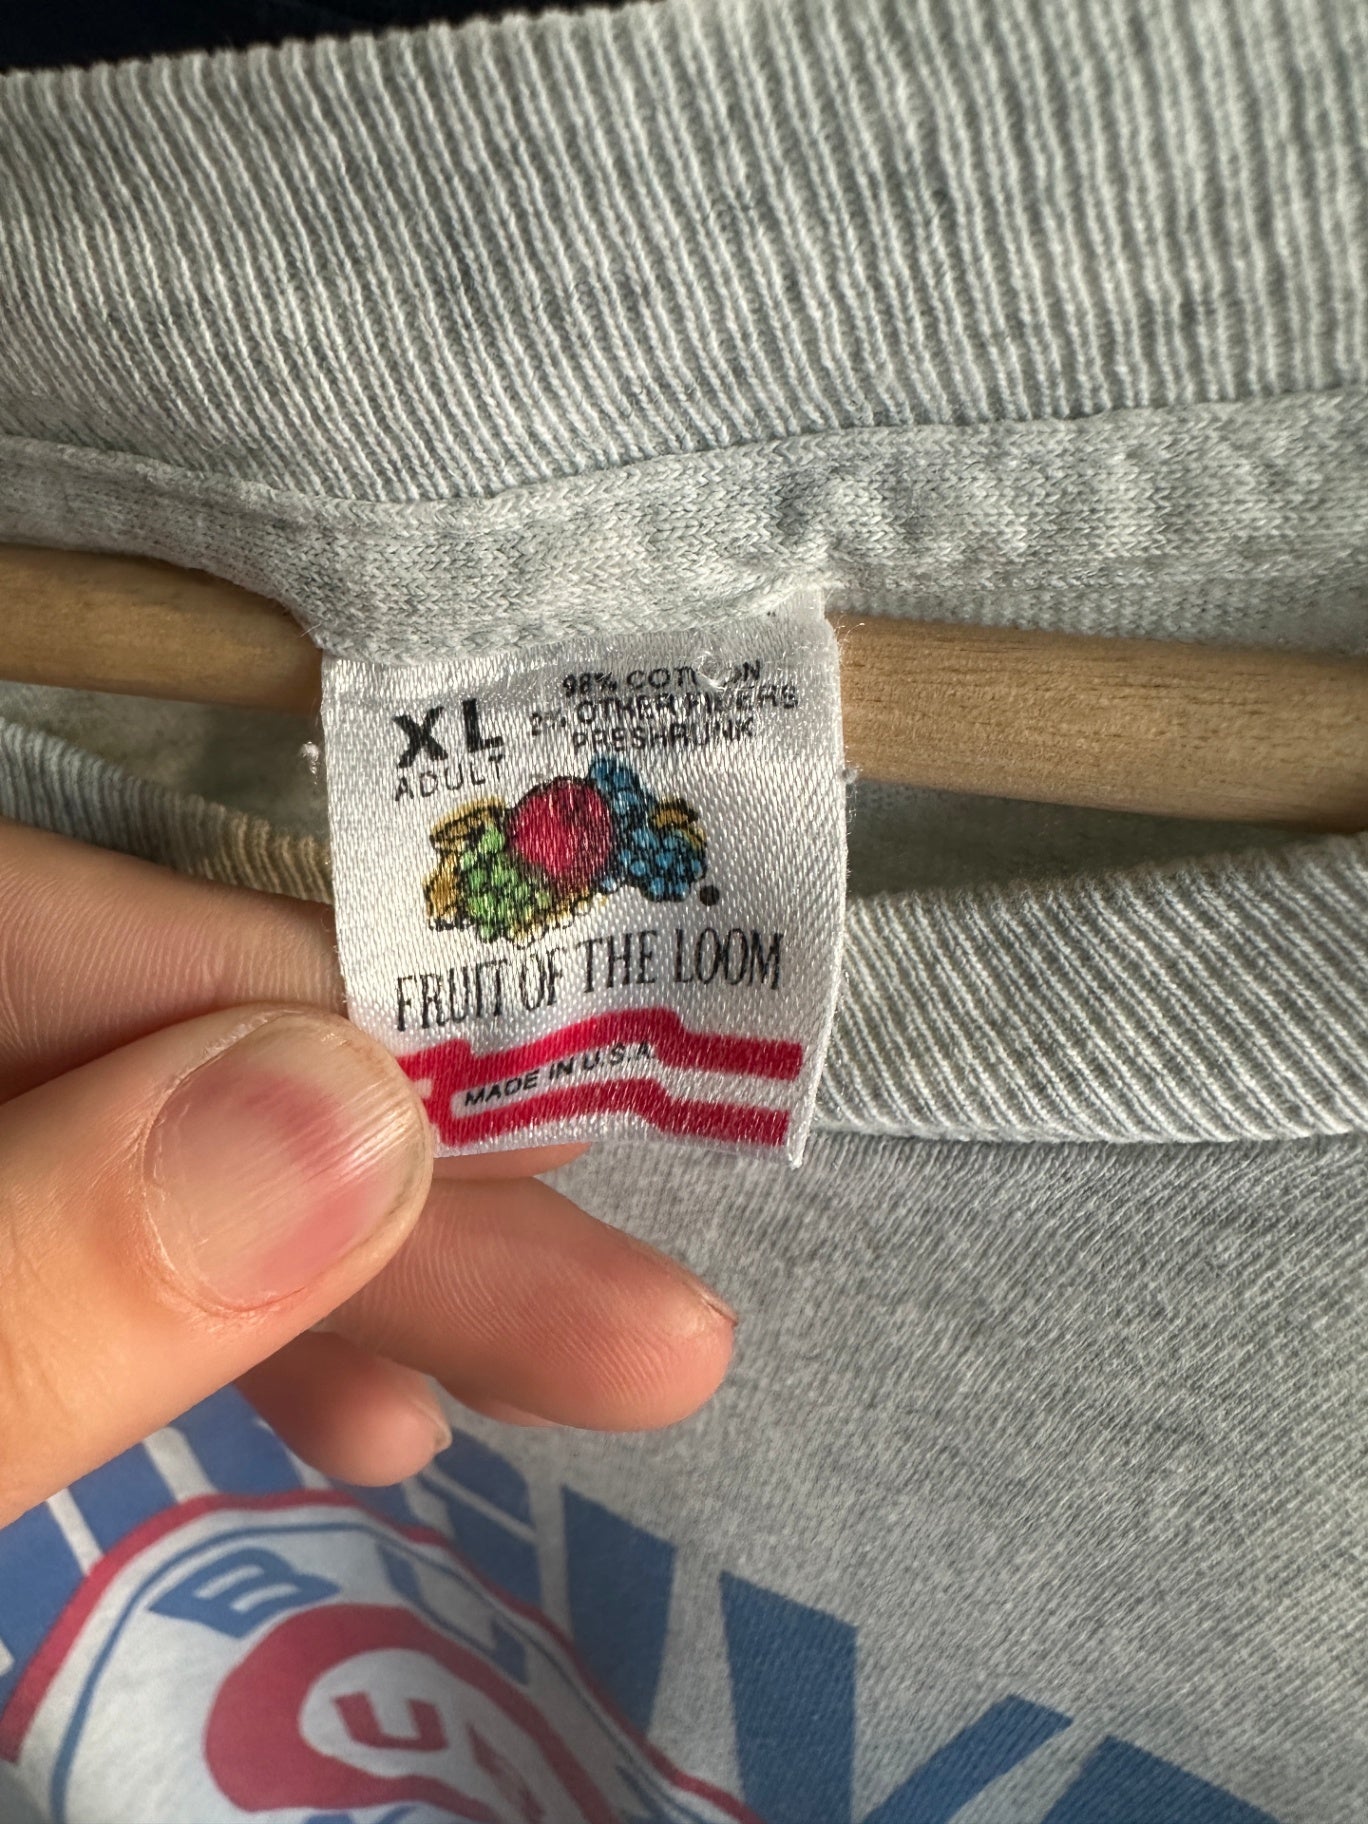 98% COTTON
XL 2% OTHER FIBERS
PRESHRUNK
ADULT
FRUIT OF THE LOOM
MADE IN U.S.A.
B
U